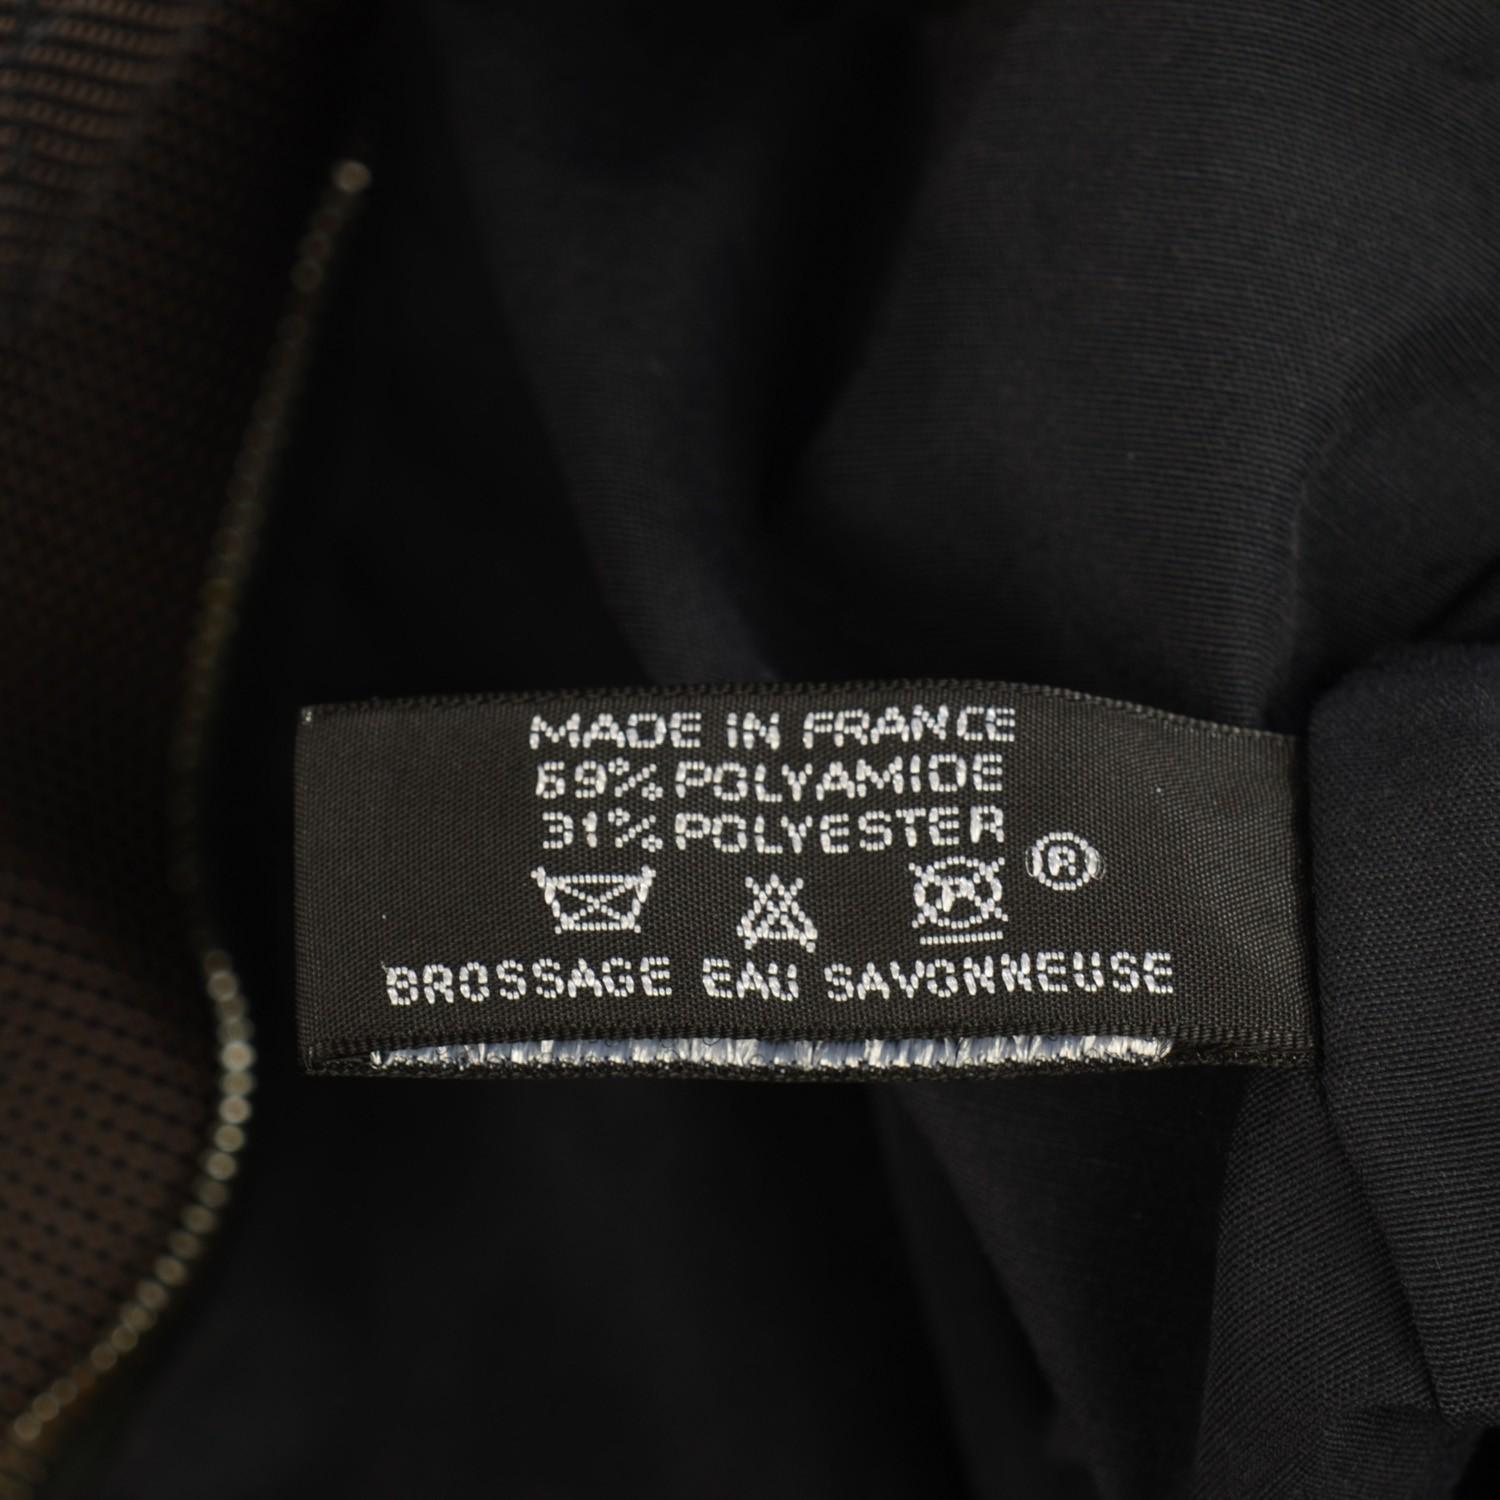 MADE IN FRANCE
69% POLYAMIDE
31% POLYESTER
®
BROSSAGE EAU SAVONNEUSE